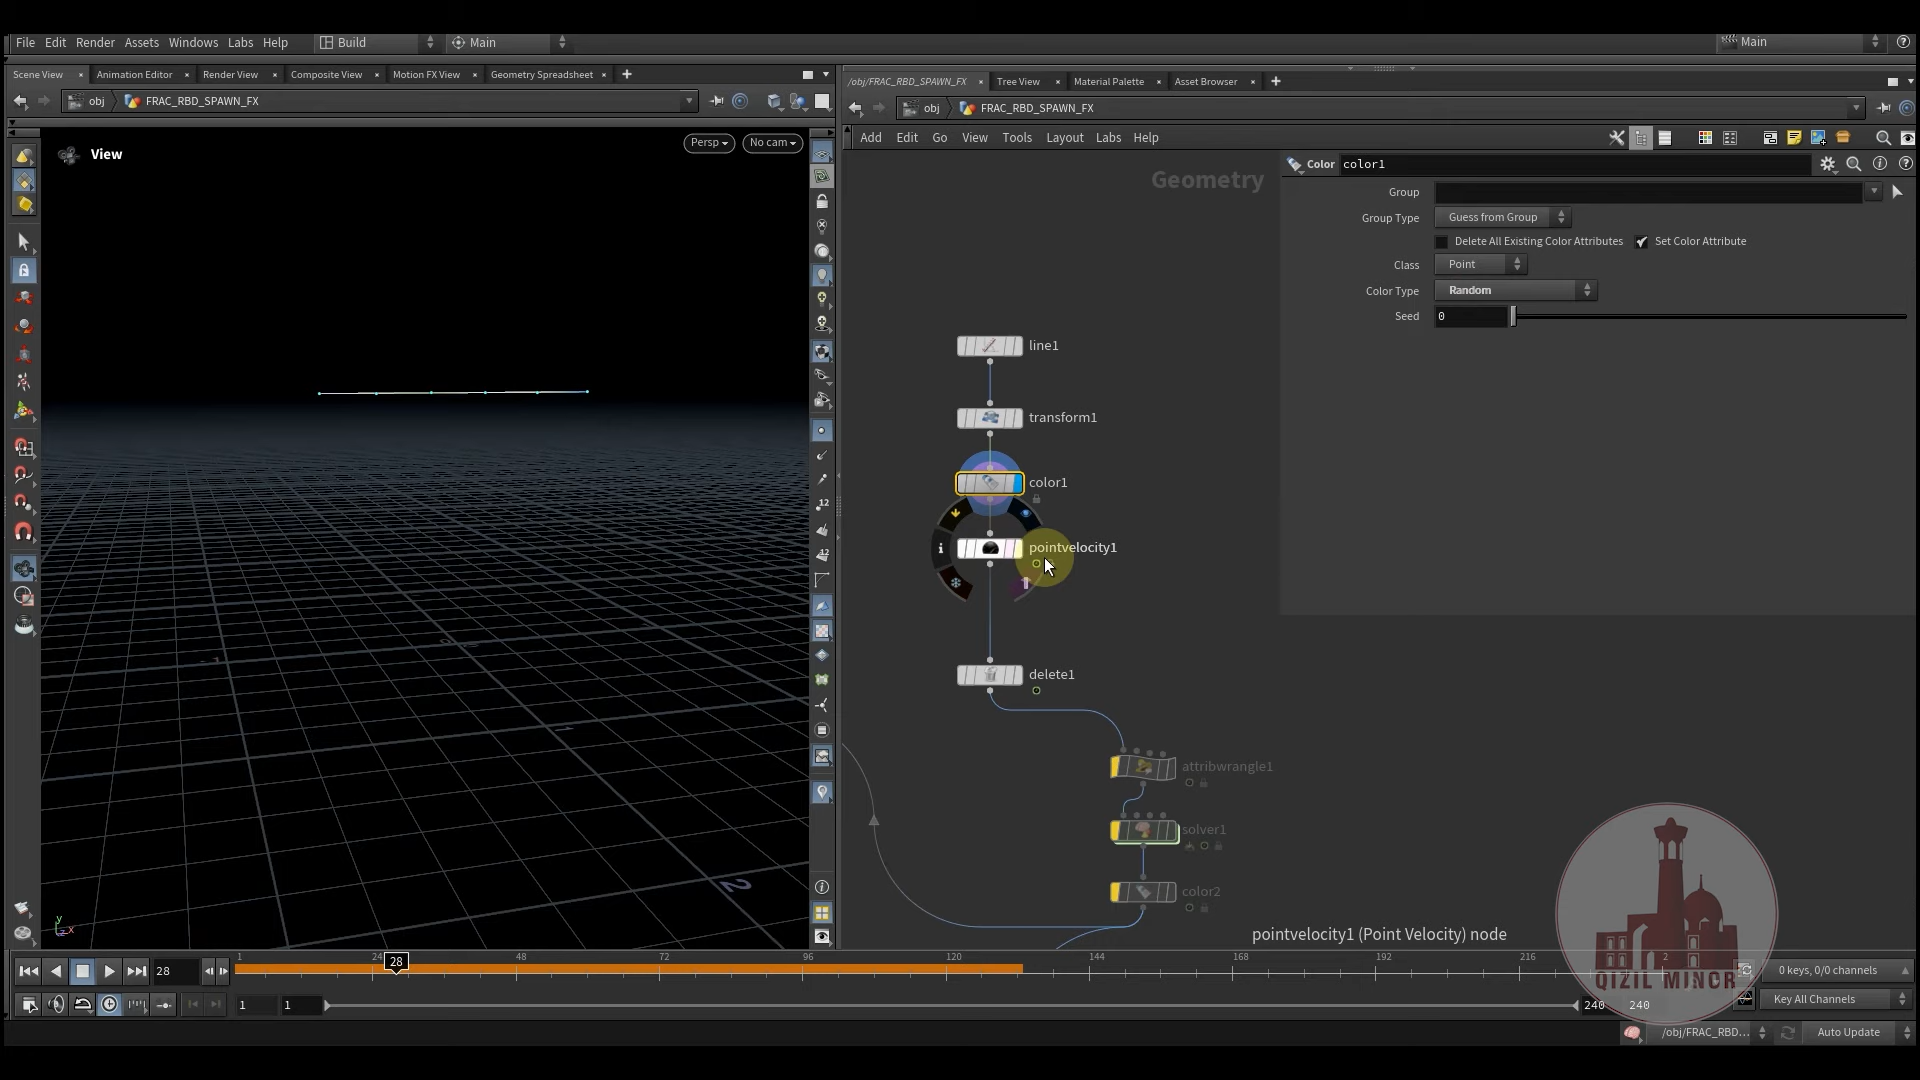 File Edit Render Assets Windows Labs Help Build Main Main
Scene View Animation Editor Render View Composite View Motion FX View Geometry Spreadsheet
obj FRAC_RBD_SPAWN_FX
View
Persp No cam
/obj/FRAC_RBD_SPAWN_FX Tree View Material Palette Asset Browser
obj FRAC_RBD_SPAWN_FX
Add Edit Go View Tools Layout Labs Help
Geometry
Color color1
Group
Group Type Guess from Group
Delete All Existing Color Attributes Set Color Attribute
Class Point
Color Type Random
Seed 0
line1
transform1
color1
pointvelocity1
delete1
attribwrangle1
solver1
color2
pointvelocity1 (Point Velocity) node
12
12
2
y
z x
28
1 24 28 48 72 96 120 144 168 192 216 2
1 1 240 240
0 keys, 0/0 channels
Key All Channels
/obj/FRAC_RBD... Auto Update
QIZIL MINOR